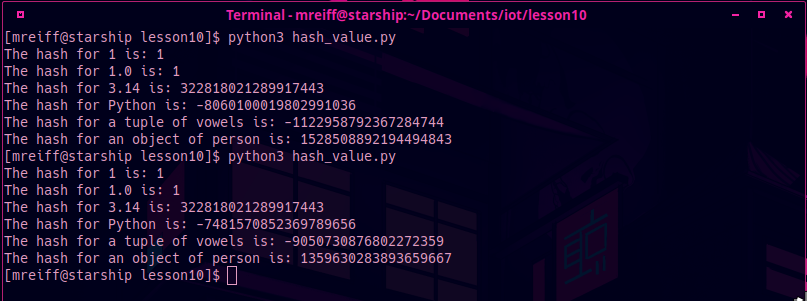 Terminal - mreiff@starship:~/Documents/iot/lesson10
[mreiff@starship lesson10]$ python3 hash_value.py
The hash for 1 is: 1
The hash for 1.0 is: 1
The hash for 3.14 is: 322818021289917443
The hash for Python is: -8060100019802991036
The hash for a tuple of vowels is: -1122958792367284744
The hash for an object of person is: 1528508892194494843
[mreiff@starship lesson10]$ python3 hash_value.py
The hash for 1 is: 1
The hash for 1.0 is: 1
The hash for 3.14 is: 322818021289917443
The hash for Python is: -7481570852369789656
The hash for a tuple of vowels is: -9050730876802272359
The hash for an object of person is: 1359630283893659667
[mreiff@starship lesson10]$